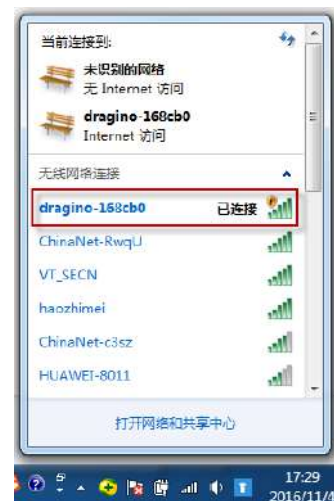 当前连接到:
未识别的网络
无 Internet 访问
dragino-168cb0
Internet 访问
无线网络连接
dragino-168cb0 已连接
ChinaNet-RwqU
VT_SECN
haozhimei
ChinaNet-c3sz
HUAWEI-8011
打开网络和共享中心
17:29